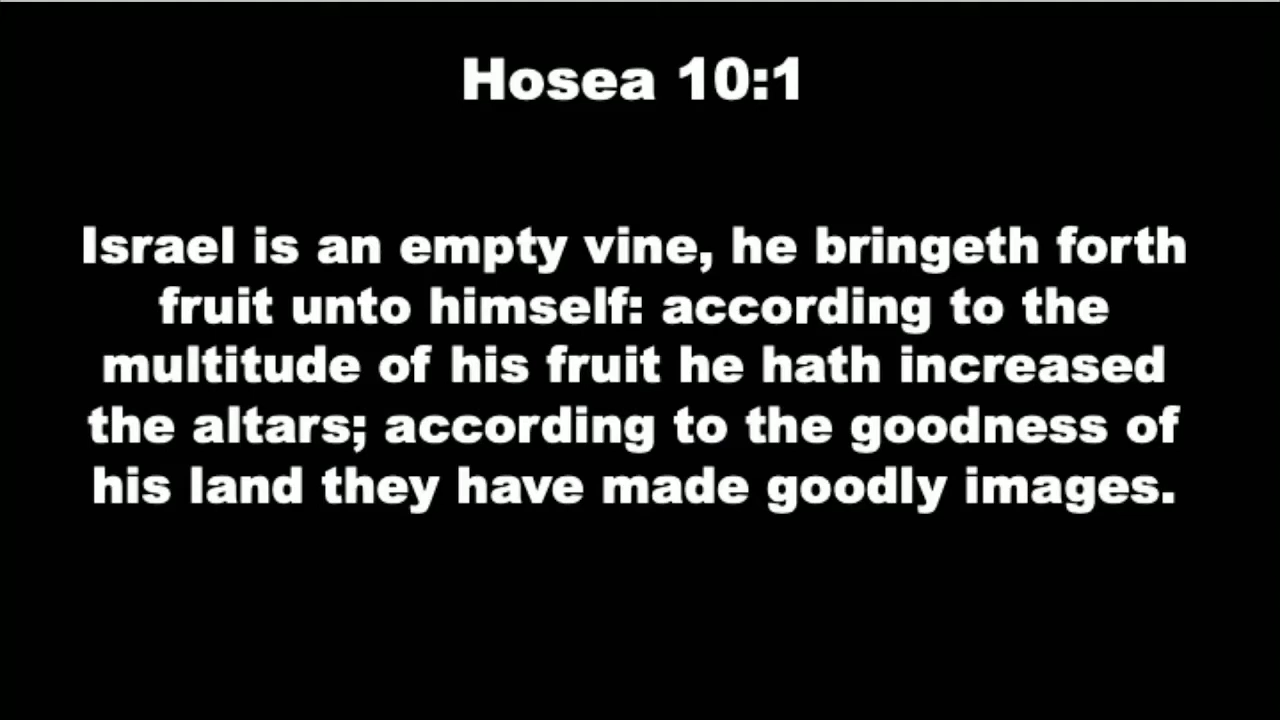 Hosea 10:1
Israel is an empty vine, he bringeth forth
fruit unto himself: according to the
multitude of his fruit he hath increased
the altars; according to the goodness of
his land they have made goodly images.